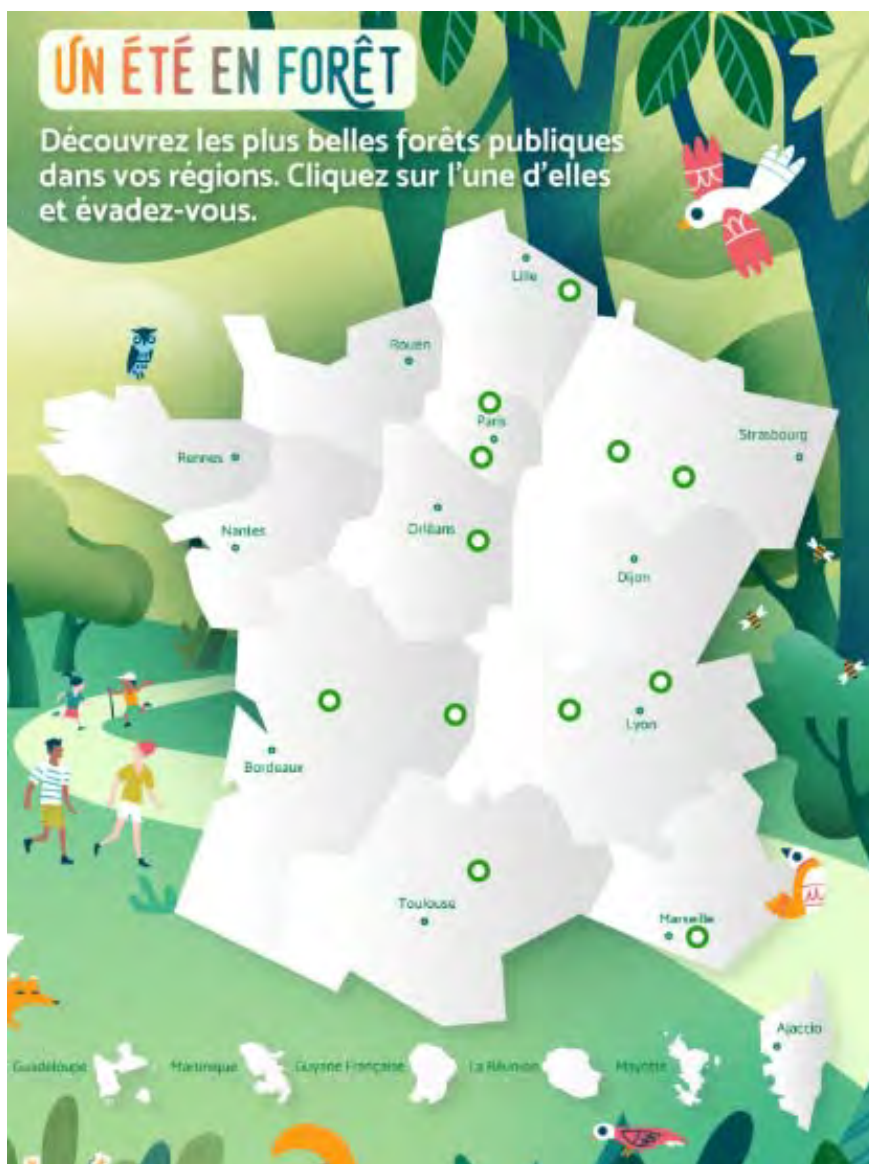 UN ÉTÉ EN FORÊT
Découvrez les plus belles forêts publiques
dans vos régions. Cliquez sur l'une d'elles
et évadez-vous.
Lille
Rouen
Paris
Strasbourg
Rennes
Orléans
Nantes
Dijon
Lyon
Bordeaux
Toulouse
Marseille
Ajaccio
Guadeloupe
Martinique
Guyane Française
La Réunion
Mayotte